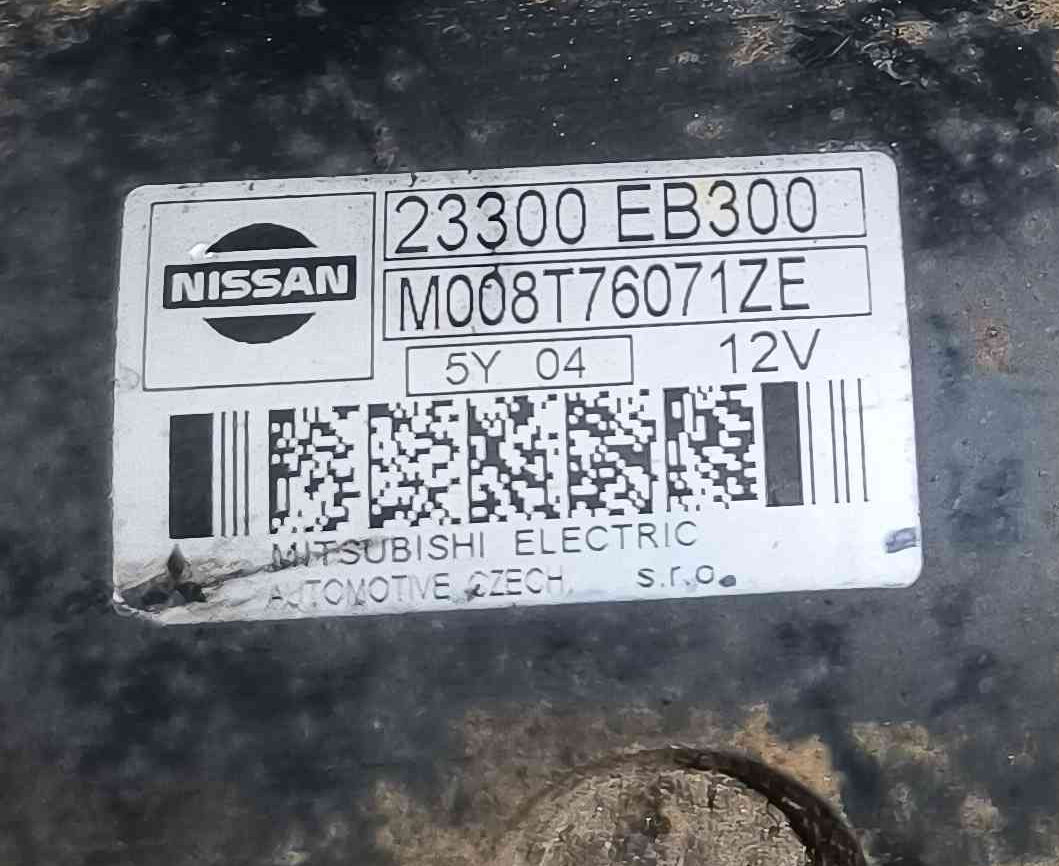 NISSAN
23300 EB300
M008T76071ZE
5Y 04
12V
MITSUBISHI ELECTRIC
AUTOMOTIVE CZECH, s.r.o.